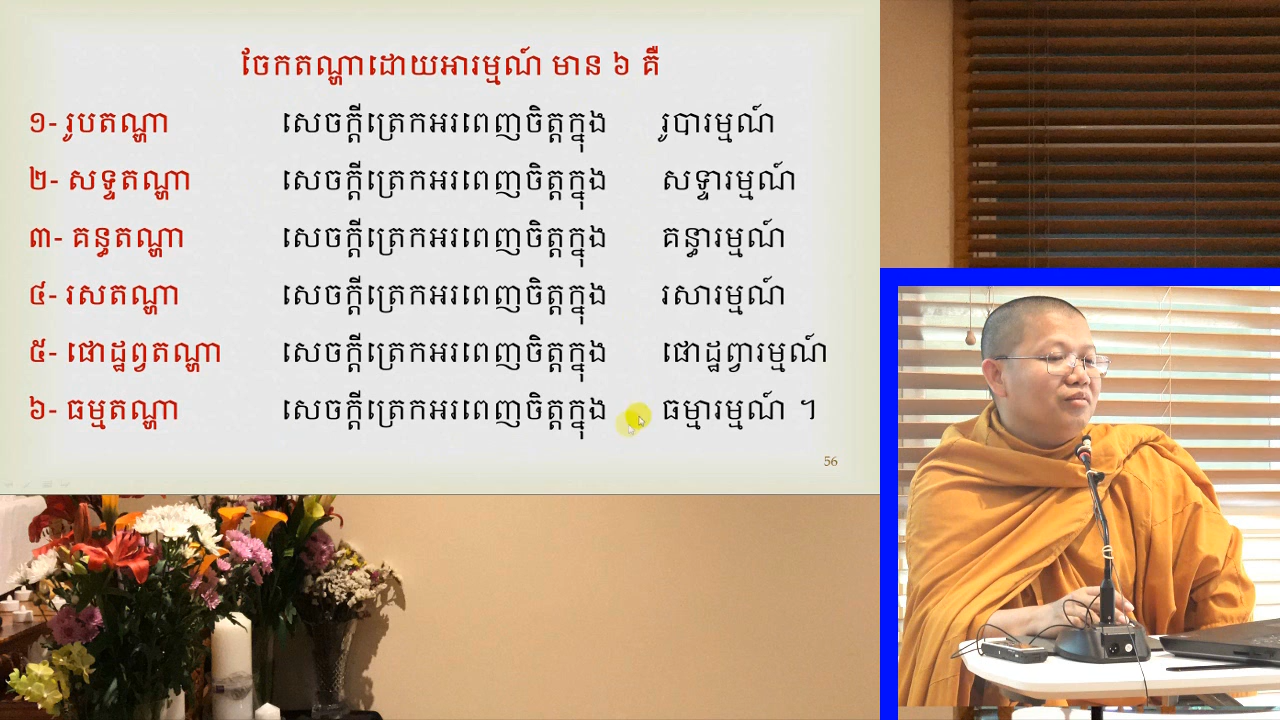 ចែកតណ្ហាដោយអារម្មណ៍ មាន ៦ គឺ
១- រូបតណ្ហា សេចក្ដីត្រេកអរពេញចិត្តក្នុង រូបារម្មណ៍
២- សទ្ទតណ្ហា សេចក្ដីត្រេកអរពេញចិត្តក្នុង សទ្ទារម្មណ៍
៣- គន្ធតណ្ហា សេចក្ដីត្រេកអរពេញចិត្តក្នុង គន្ធារម្មណ៍
៤- រសតណ្ហា សេចក្ដីត្រេកអរពេញចិត្តក្នុង រសារម្មណ៍
៥- ផោដ្ឋព្វតណ្ហា សេចក្ដីត្រេកអរពេញចិត្តក្នុង ផោដ្ឋព្វារម្មណ៍
៦- ធម្មតណ្ហា សេចក្ដីត្រេកអរពេញចិត្តក្នុង ធម្មារម្មណ៍ ។
56